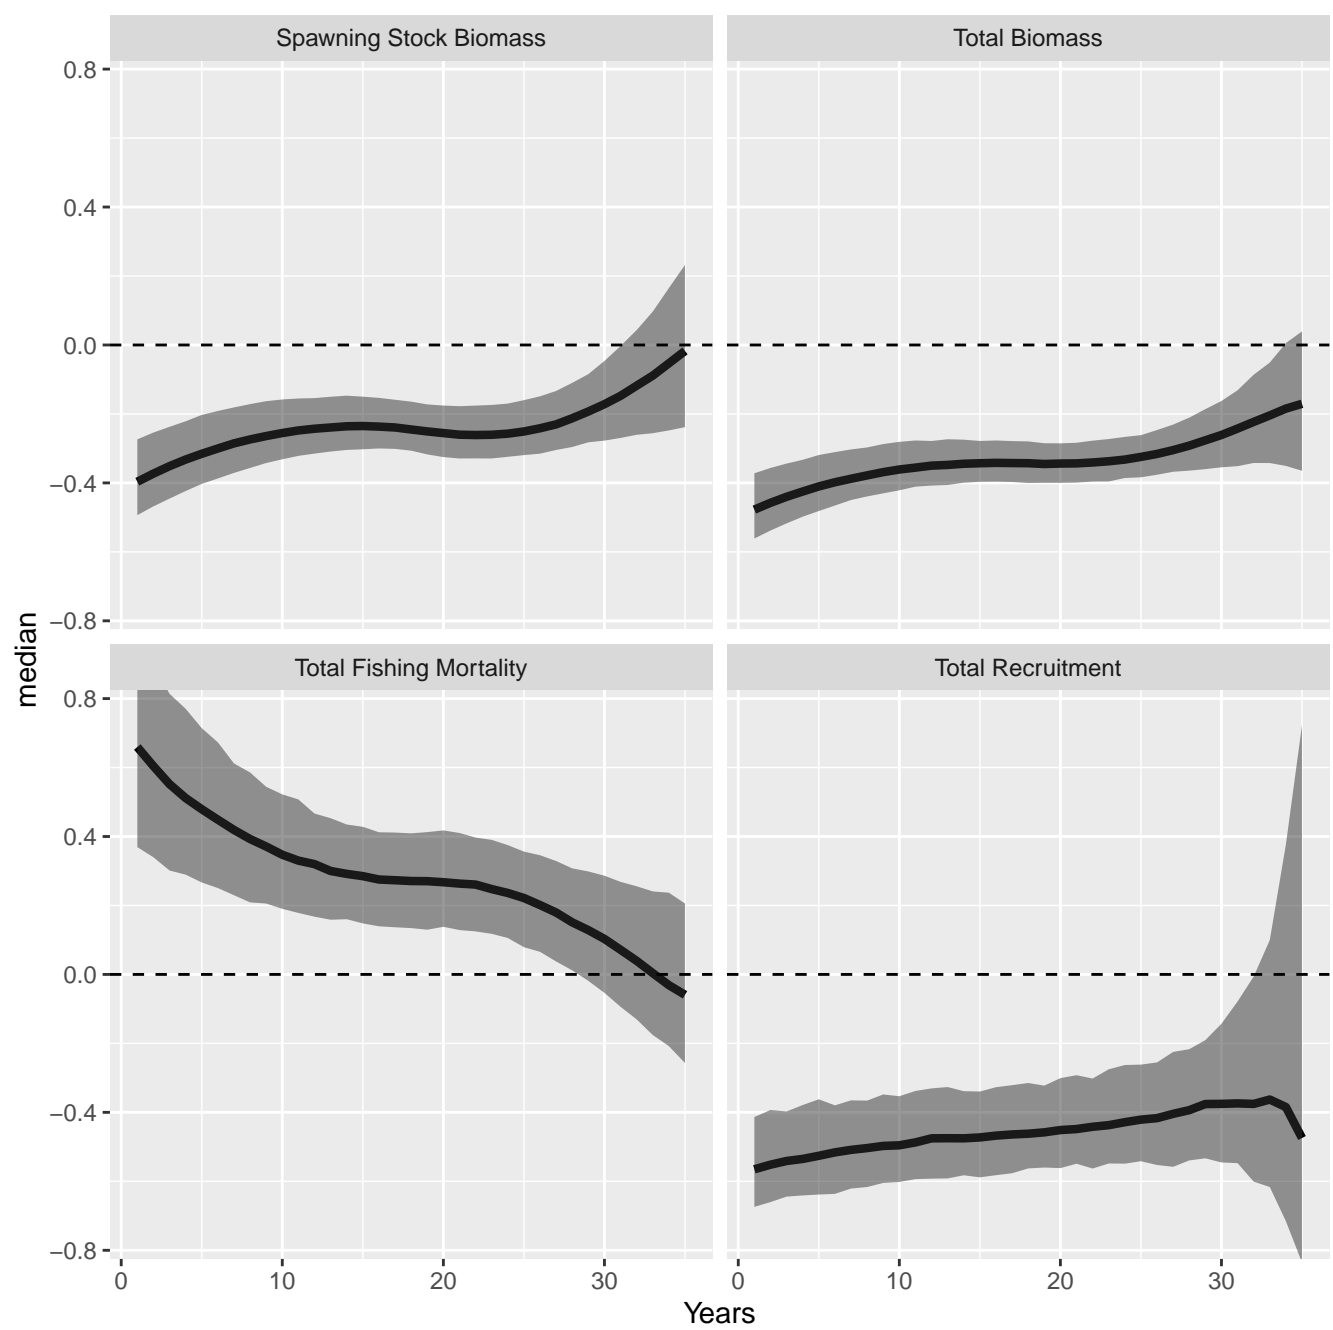 Spawning Stock Biomass
Total Biomass
0.8
0.4
0.0
−0.4
−0.8
Total Fishing Mortality
Total Recruitment
0.8
0.4
0.0
−0.4
−0.8
median
0 10 20 30
0 10 20 30
Years